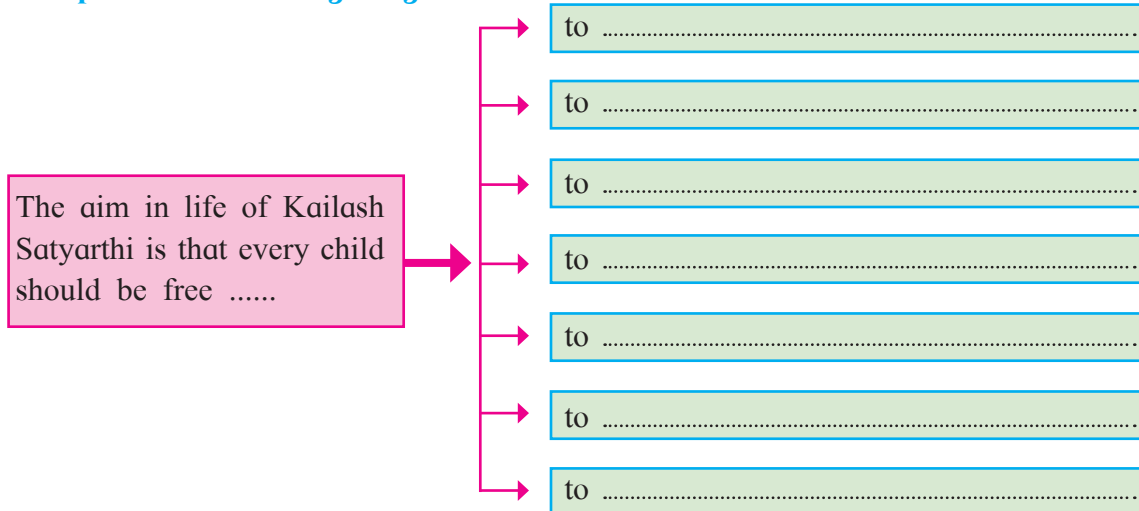 to ................................................................
The aim in life of Kailash
Satyarthi is that every child
should be free ......
to ................................................................
to ................................................................
to ................................................................
to ................................................................
to ................................................................
to ................................................................